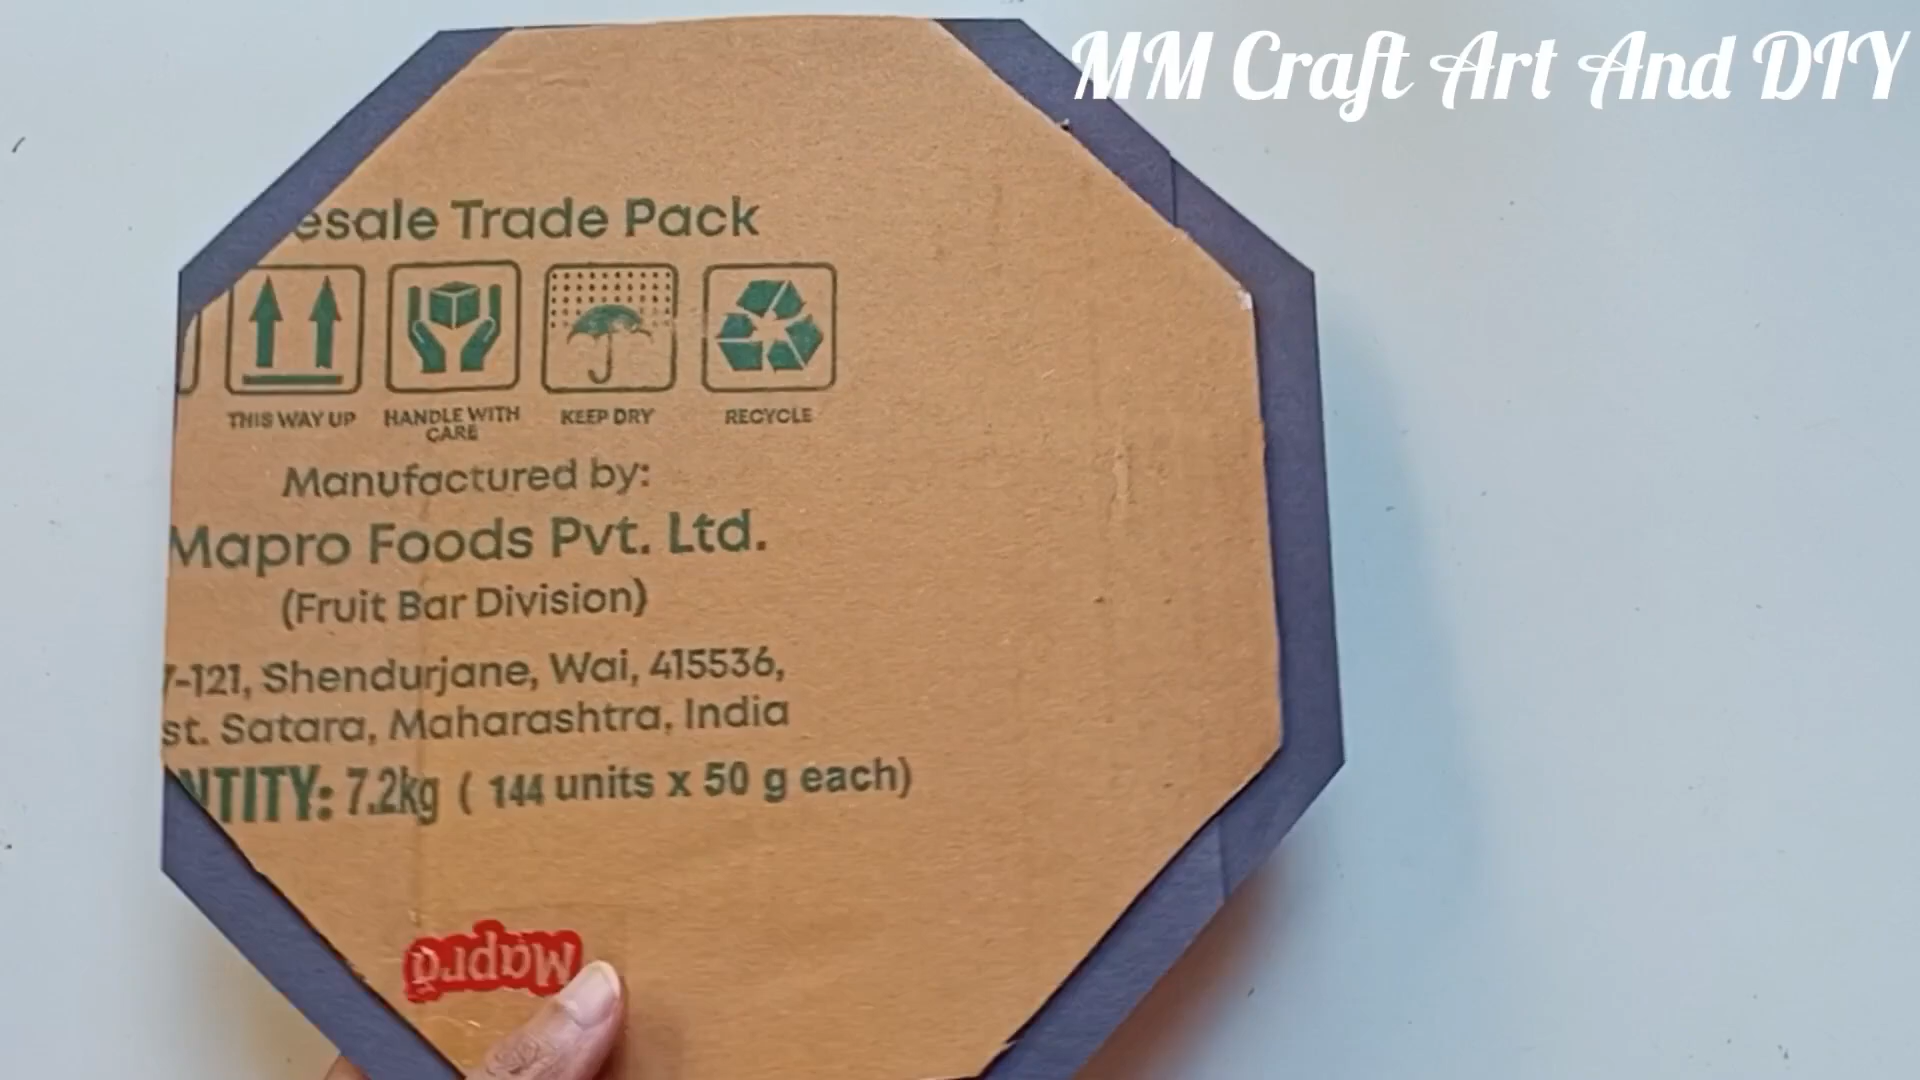 MM Craft Art And DIY
esale Trade Pack
THIS WAY UP
HANDLE WITH
CARE
KEEP DRY
RECYCLE
Manufactured by:
Mapro Foods Pvt. Ltd.
(Fruit Bar Division)
7-121, Shendurjane, Wai, 415536,
st. Satara, Maharashtra, India
NTITY: 7.2kg ( 144 units x 50 g each)
Mapro